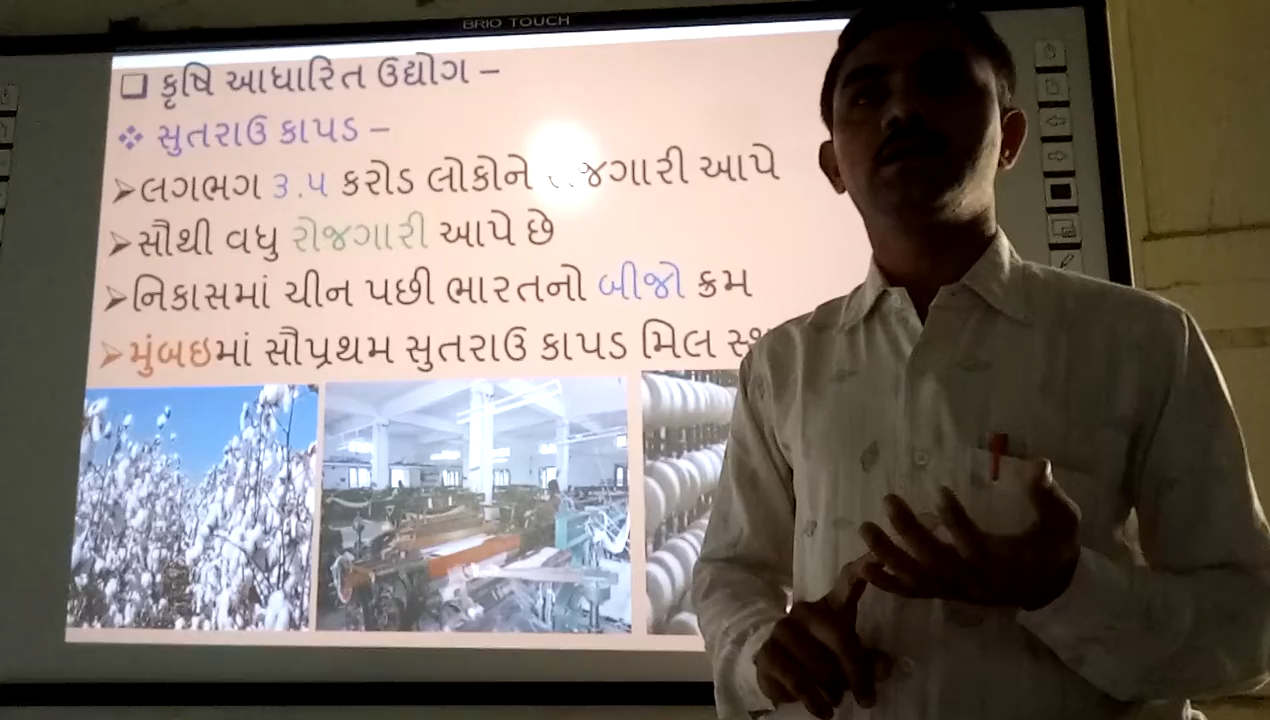 BRIO TOUCH
કૃષિ આધારિત ઉદ્યોગ –
સુતરાઉ કાપડ –
લગભગ ૩.૫ કરોડ લોકોને આપે
સૌથી વધુ રોજગારી આપે છે
નિકાસમાં ચીન પછી ભારતનો બીજો ક્રમ
મુંબઇમાં સૌપ્રથમ સુતરાઉ કાપડ મિલ